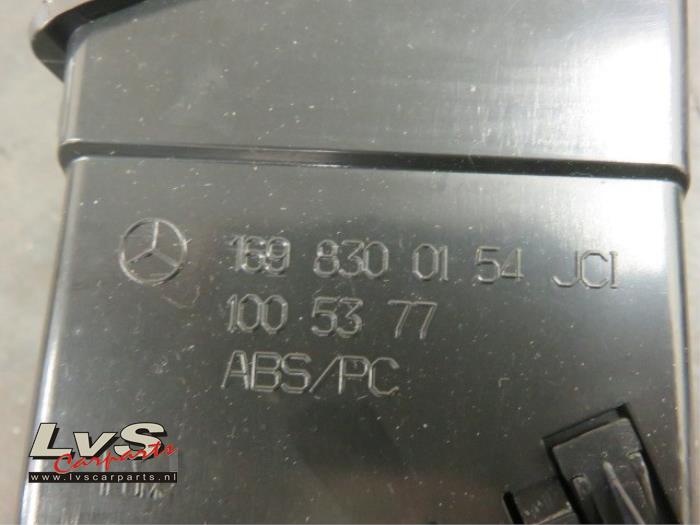 169 830 01 54 JCI
100 53 77
ABS/PC
LvS
Carparts
www.lvscarparts.nl